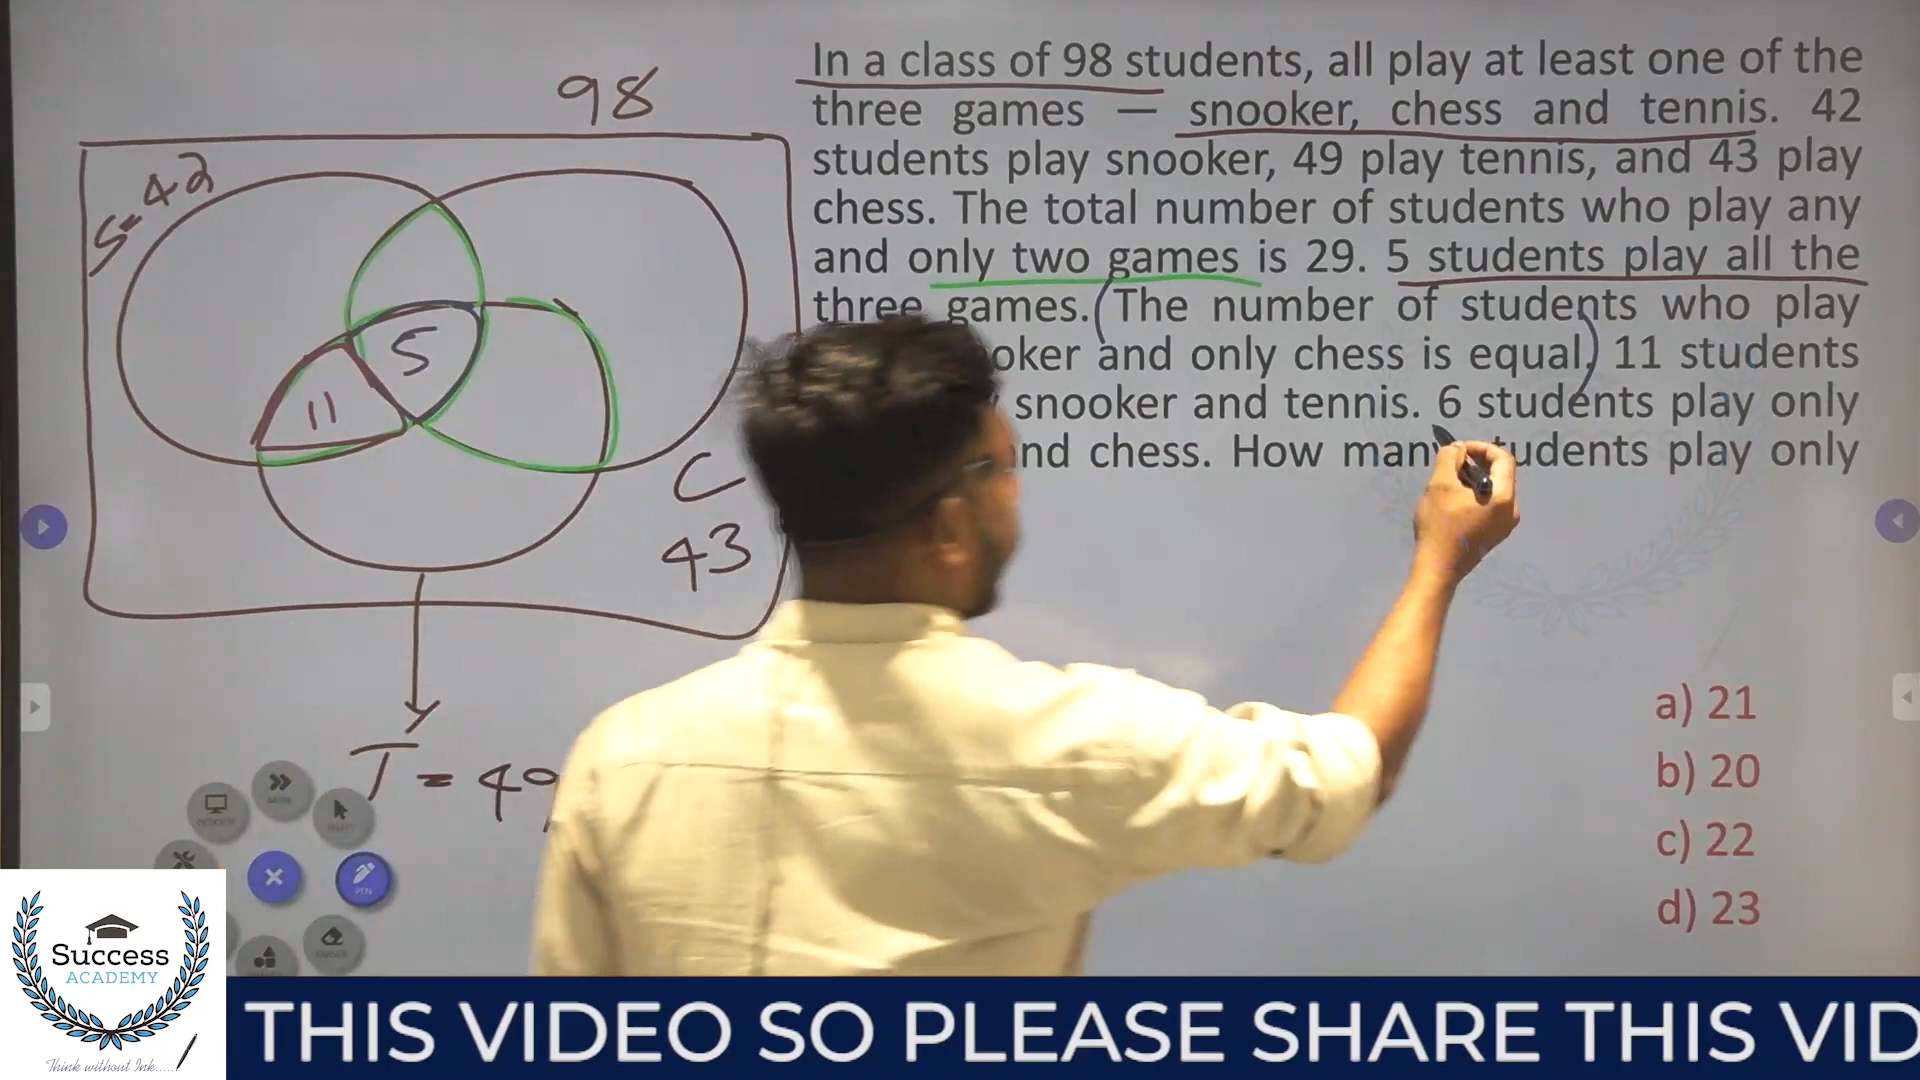 In a class of 98 students, all play at least one of the
three games — snooker, chess and tennis. 42
students play snooker, 49 play tennis, and 43 play
chess. The total number of students who play any
and only two games is 29. 5 students play all the
three games. The number of students who play
and only chess is equal, 11 students
snooker and tennis. 6 students play only
chess. How many students play only
a) 21
b) 20
c) 22
d) 23
98
S=42
5
11
C
43
T = 49
PEN
Success
ACADEMY
Think without Ink......
THIS VIDEO SO PLEASE SHARE THIS VID